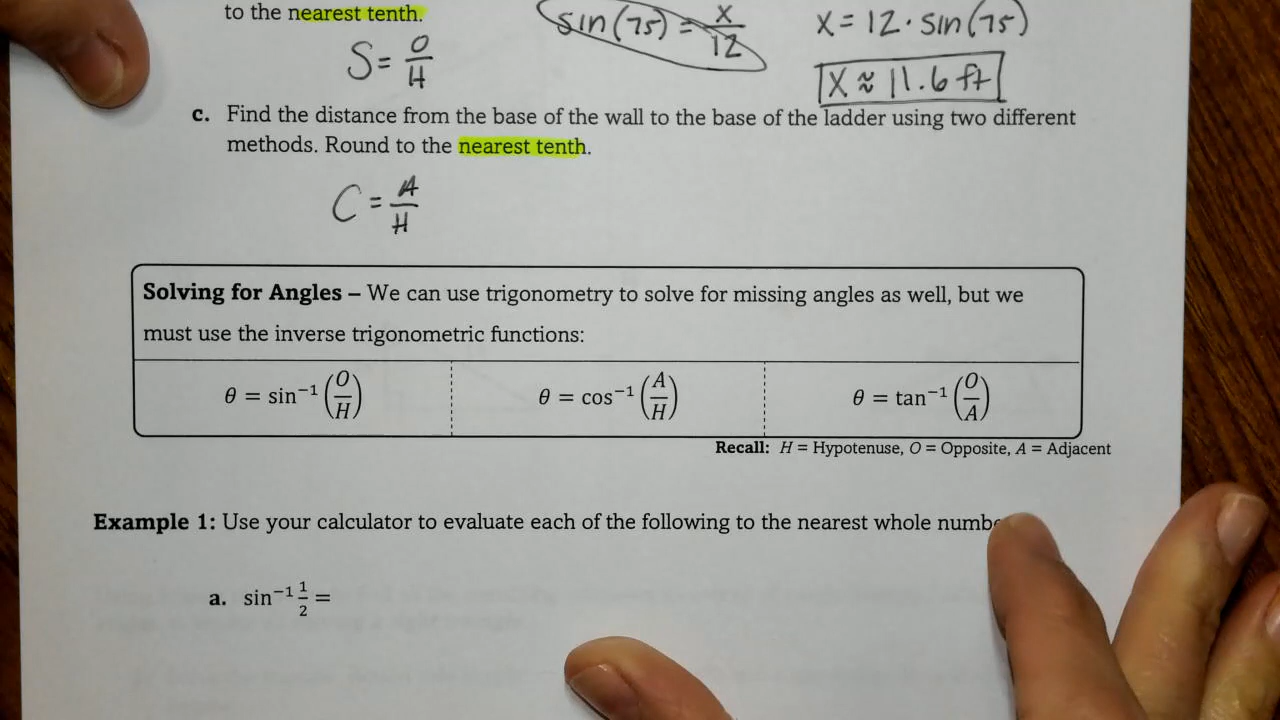 to the nearest tenth.
S = O/H
sin(75) = x/12
x = 12 · sin(75)
x ≈ 11.6 ft
c. Find the distance from the base of the wall to the base of the ladder using two different
methods. Round to the nearest tenth.
C = A/H
Solving for Angles – We can use trigonometry to solve for missing angles as well, but we
must use the inverse trigonometric functions:
θ = sin⁻¹(O/H) θ = cos⁻¹(A/H) θ = tan⁻¹(O/A)
Recall: H = Hypotenuse, O = Opposite, A = Adjacent
Example 1: Use your calculator to evaluate each of the following to the nearest whole
a. sin⁻¹ 1/2 =